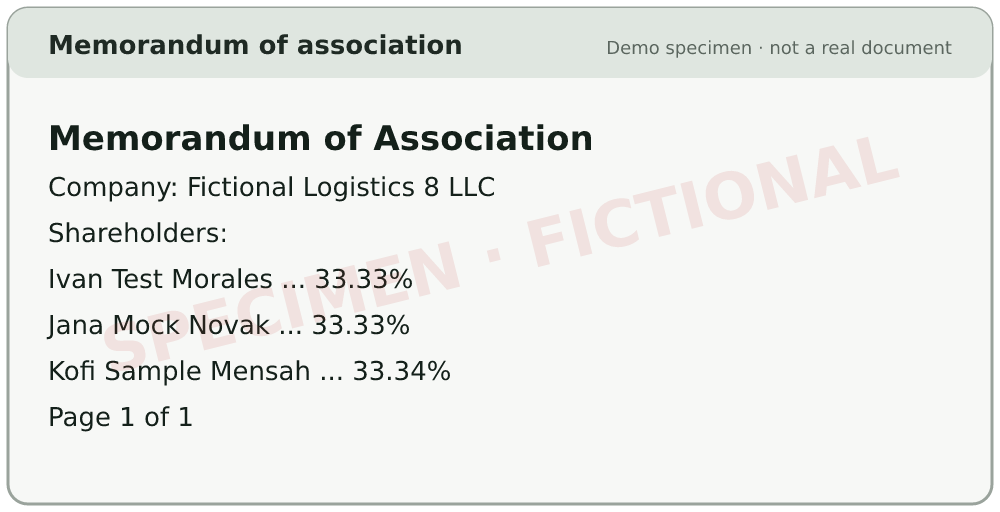 Memorandum of association
Demo specimen · not a real document
Memorandum of Association
Company: Fictional Logistics 8 LLC
Shareholders:
Ivan Test Morales ... 33.33%
Jana Mock Novak ... 33.33%
Kofi Sample Mensah ... 33.34%
Page 1 of 1
SPECIMEN · FICTIONAL